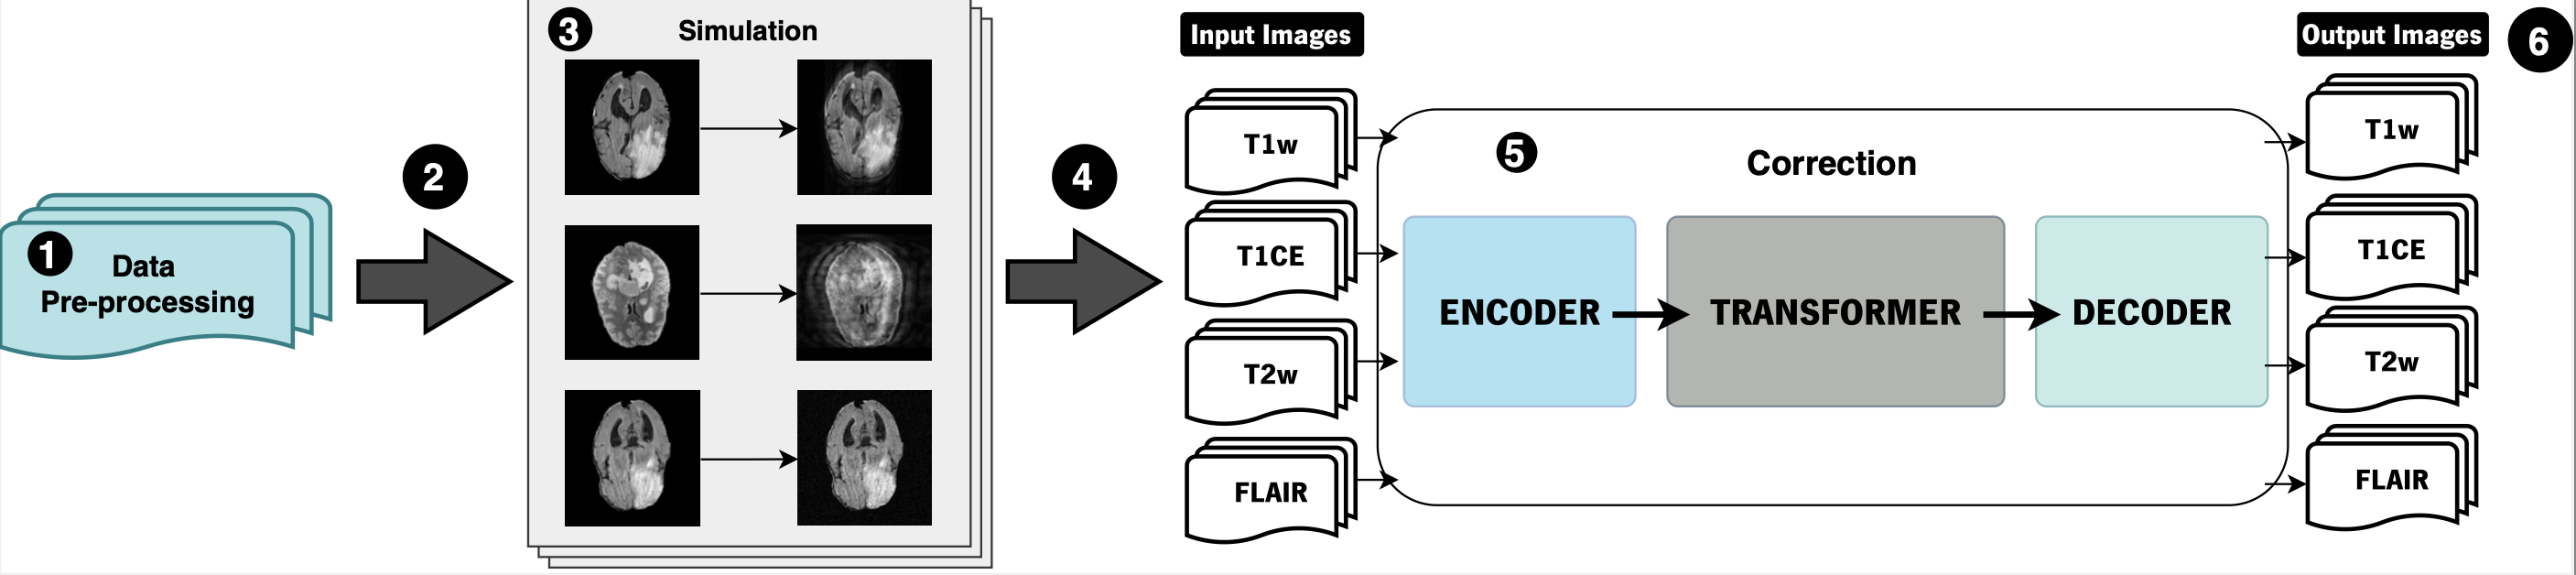 1
Data
Pre-processing
2
3
Simulation
4
Input Images
T1w
T1CE
T2w
FLAIR
5
Correction
ENCODER
TRANSFORMER
DECODER
Output Images
6
T1w
T1CE
T2w
FLAIR